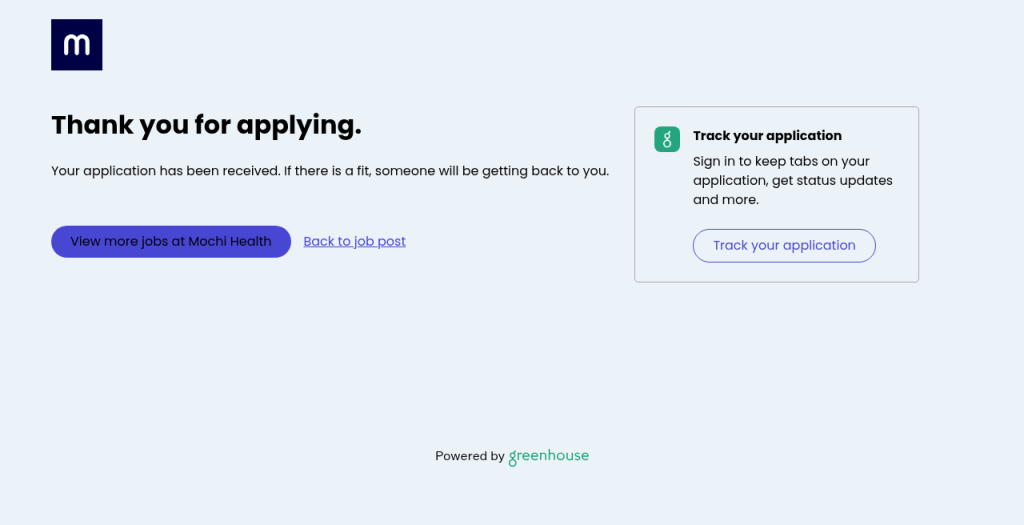 m
Thank you for applying.
Your application has been received. If there is a fit, someone will be getting back to you.
View more jobs at Mochi Health
Back to job post
g
Track your application
Sign in to keep tabs on your
application, get status updates
and more.
Track your application
Powered by greenhouse